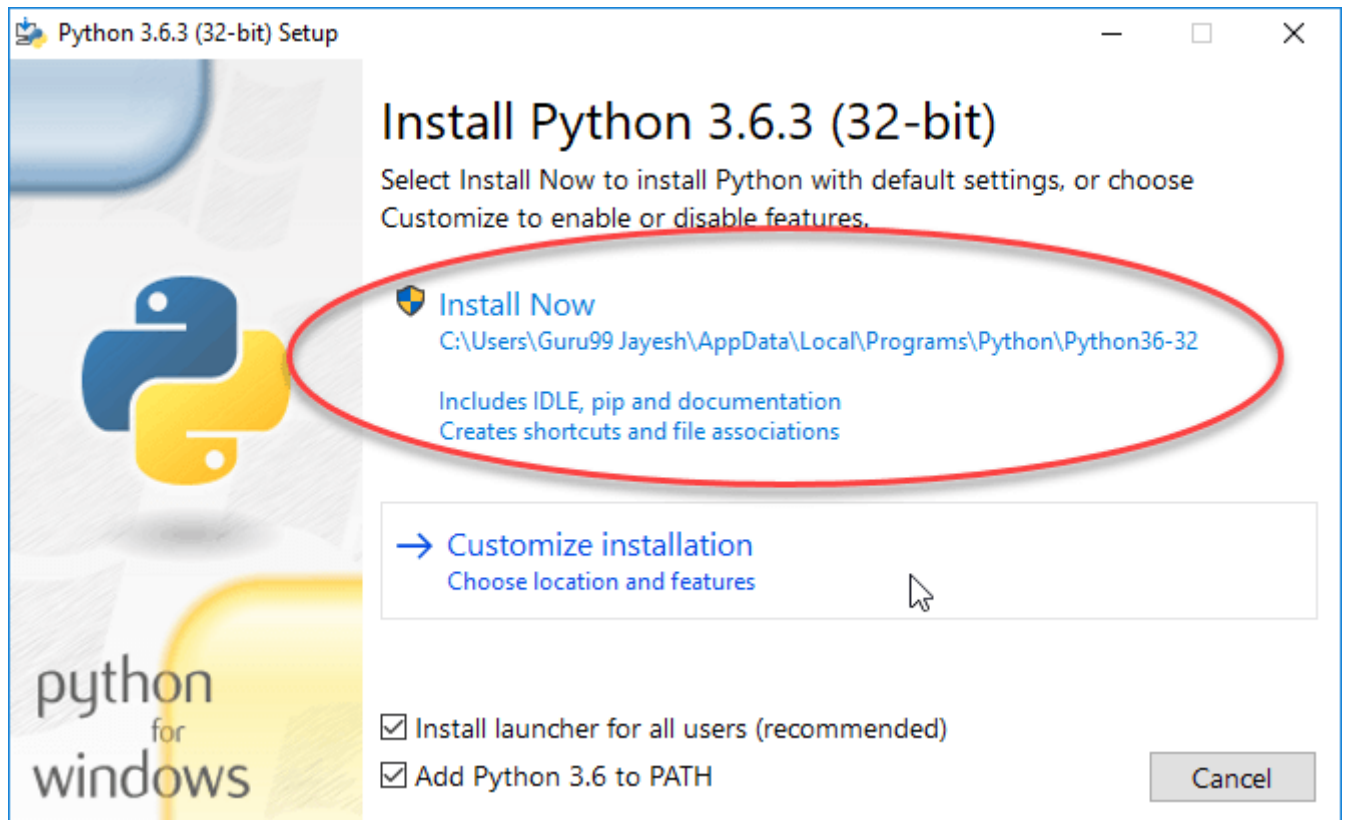 Python 3.6.3 (32-bit) Setup
Install Python 3.6.3 (32-bit)
Select Install Now to install Python with default settings, or choose
Customize to enable or disable features.
Install Now
C:\Users\Guru99 Jayesh\AppData\Local\Programs\Python\Python36-32
Includes IDLE, pip and documentation
Creates shortcuts and file associations
Customize installation
Choose location and features
python
for
windows
Install launcher for all users (recommended)
Add Python 3.6 to PATH
Cancel